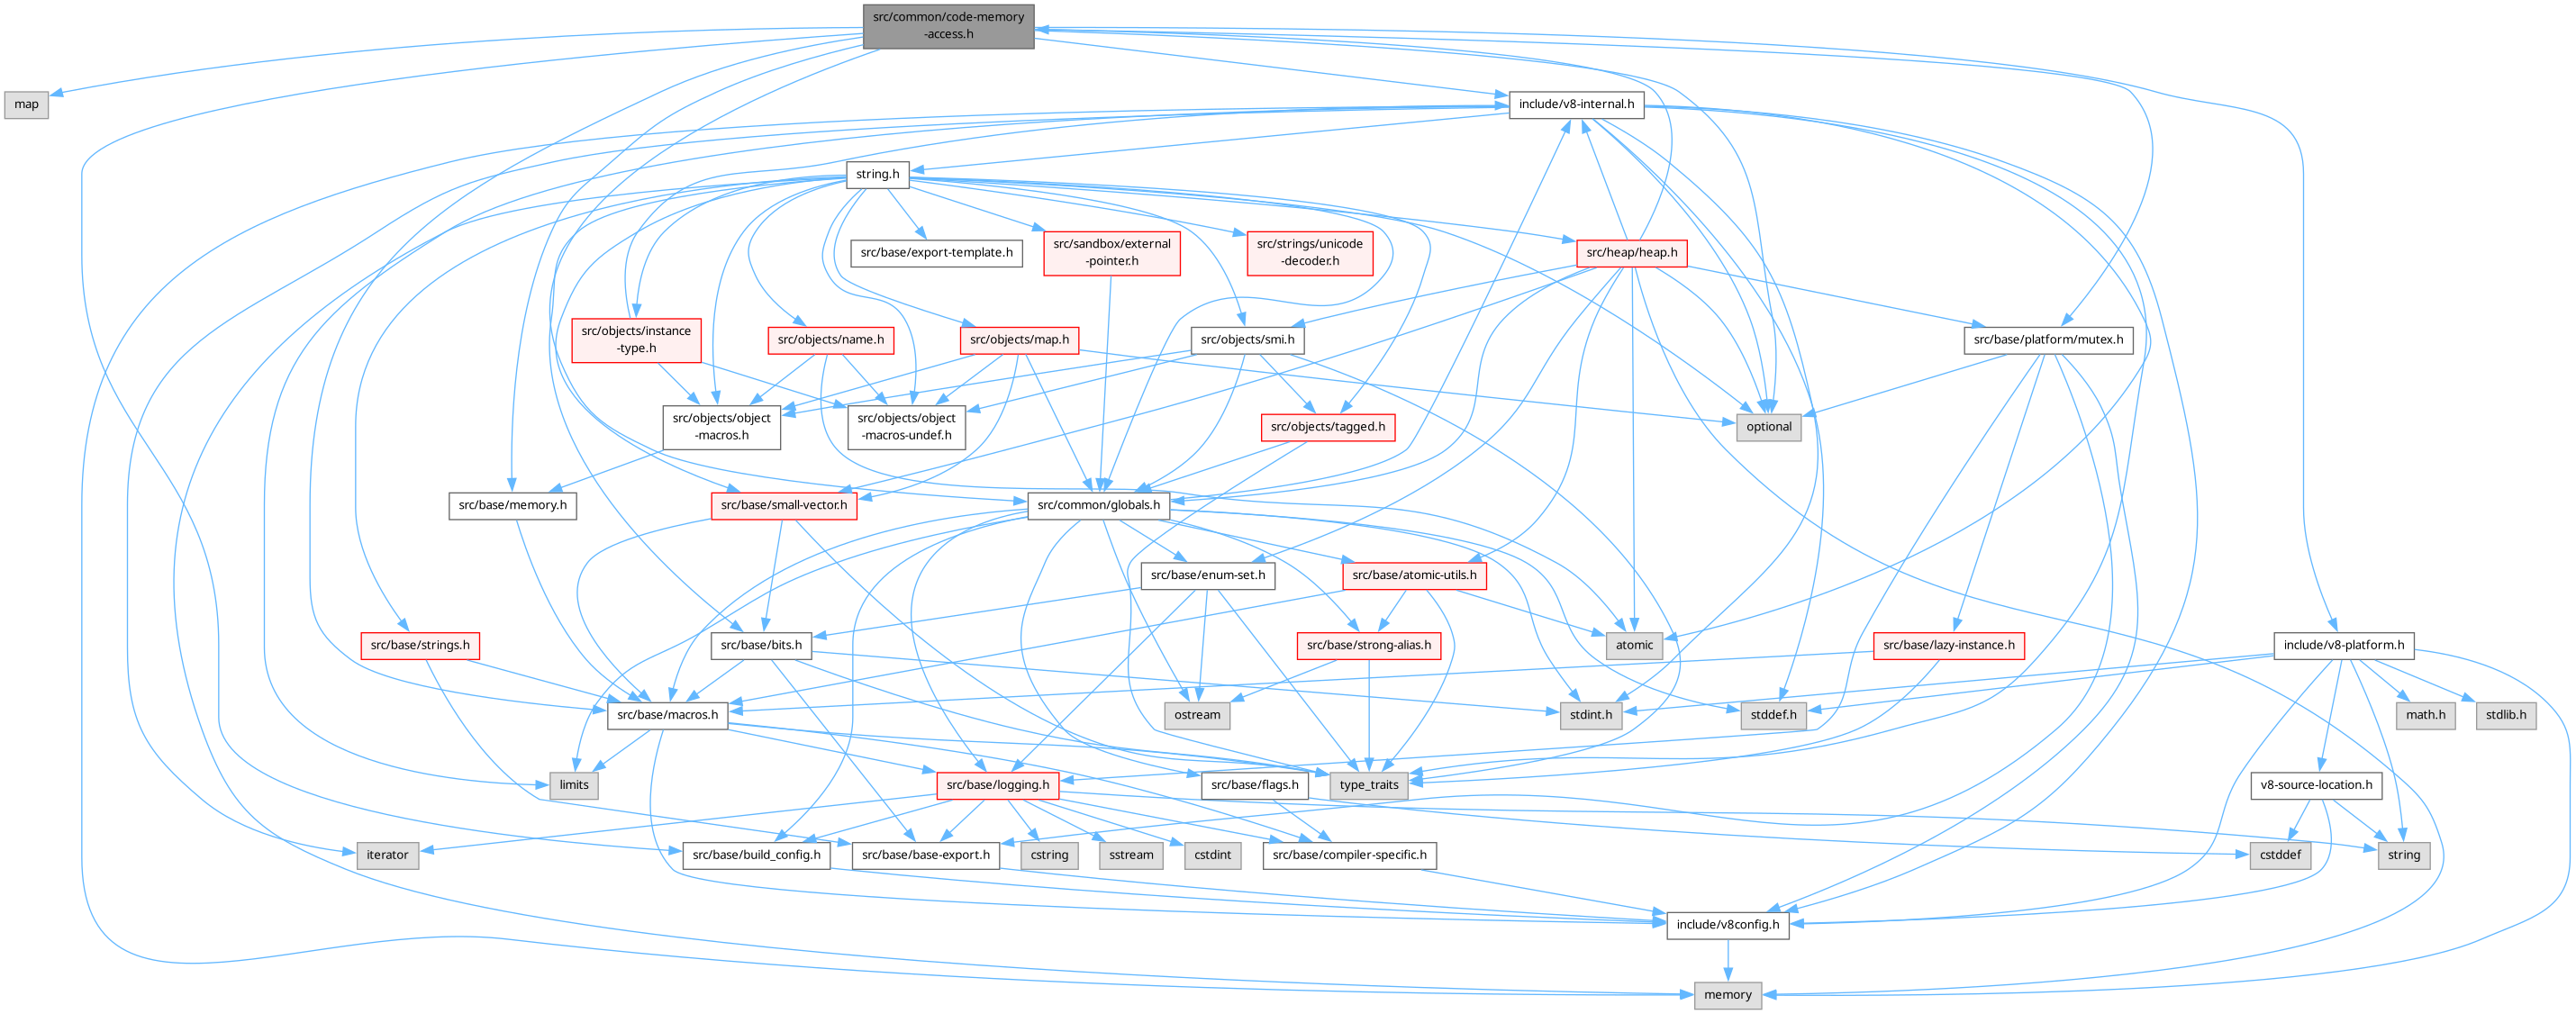 src/common/code-memory
-access.h
map
include/v8-internal.h
string.h
src/base/export-template.h
src/sandbox/external
-pointer.h
src/strings/unicode
-decoder.h
src/heap/heap.h
src/objects/instance
-type.h
src/objects/name.h
src/objects/map.h
src/objects/smi.h
src/base/platform/mutex.h
src/objects/object
-macros.h
src/objects/object
-macros-undef.h
src/objects/tagged.h
optional
src/base/memory.h
src/base/small-vector.h
src/common/globals.h
src/base/enum-set.h
src/base/atomic-utils.h
src/base/strings.h
src/base/bits.h
src/base/strong-alias.h
atomic
src/base/lazy-instance.h
include/v8-platform.h
src/base/macros.h
ostream
stdint.h
stddef.h
math.h
stdlib.h
limits
src/base/logging.h
src/base/flags.h
type_traits
v8-source-location.h
iterator
src/base/build_config.h
src/base/base-export.h
cstring
sstream
cstdint
src/base/compiler-specific.h
cstddef
string
include/v8config.h
memory